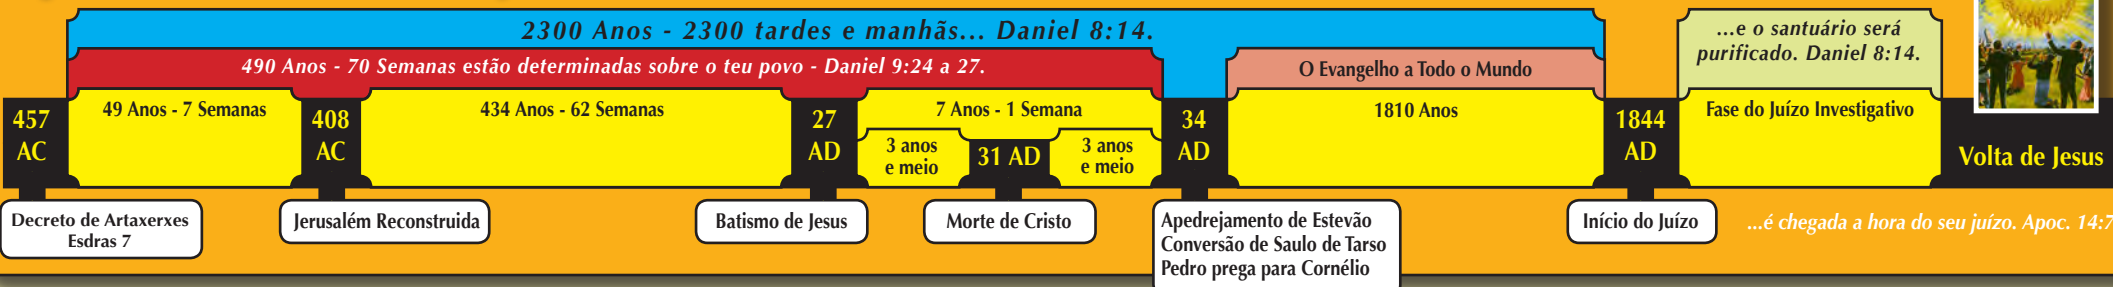 2300 Anos - 2300 tardes e manhãs... Daniel 8:14.
...e o santuário será
purificado. Daniel 8:14.
490 Anos - 70 Semanas estão determinadas sobre o teu povo - Daniel 9:24 a 27.
O Evangelho a Todo o Mundo
457
AC
49 Anos - 7 Semanas
408
AC
434 Anos - 62 Semanas
27
AD
7 Anos - 1 Semana
3 anos
e meio
31 AD
3 anos
e meio
34
AD
1810 Anos
1844
AD
Fase do Juízo Investigativo
Volta de Jesus
Decreto de Artaxerxes
Esdras 7
Jerusalém Reconstruida
Batismo de Jesus
Morte de Cristo
Apedrejamento de Estevão
Conversão de Saulo de Tarso
Pedro prega para Cornélio
Início do Juízo
...é chegada a hora do seu juízo. Apoc. 14:7